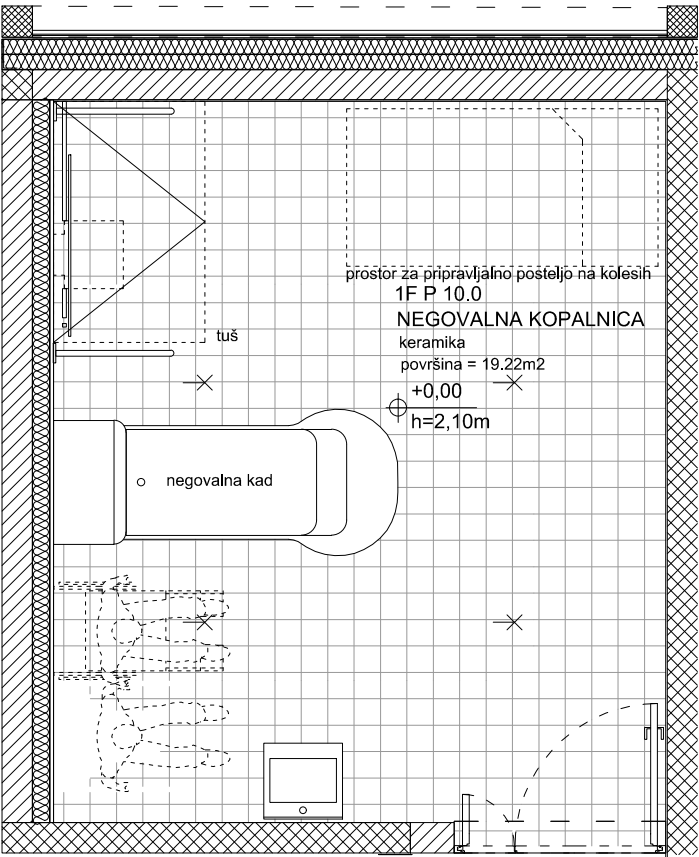 prostor za pripravljalno posteljo na kolesih
1F P 10.0
NEGOVALNA KOPALNICA
tuš
keramika
površina = 19.22m2
+0,00
h=2,10m
negovalna kad